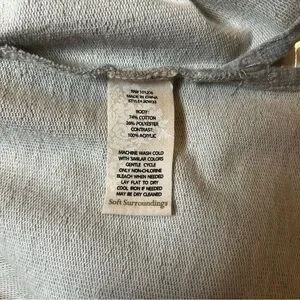 MADE IN CHINA
BODY:
74% COTTON
26% POLYESTER
CONTRAST:
100% ACRYLIC
MACHINE WASH COLD
WITH SIMILAR COLORS
GENTLE CYCLE
ONLY NON-CHLORINE
BLEACH WHEN NEEDED
LAY FLAT TO DRY
COOL IRON IF NEEDED
MAY BE DRY CLEANED
Soft Surroundings